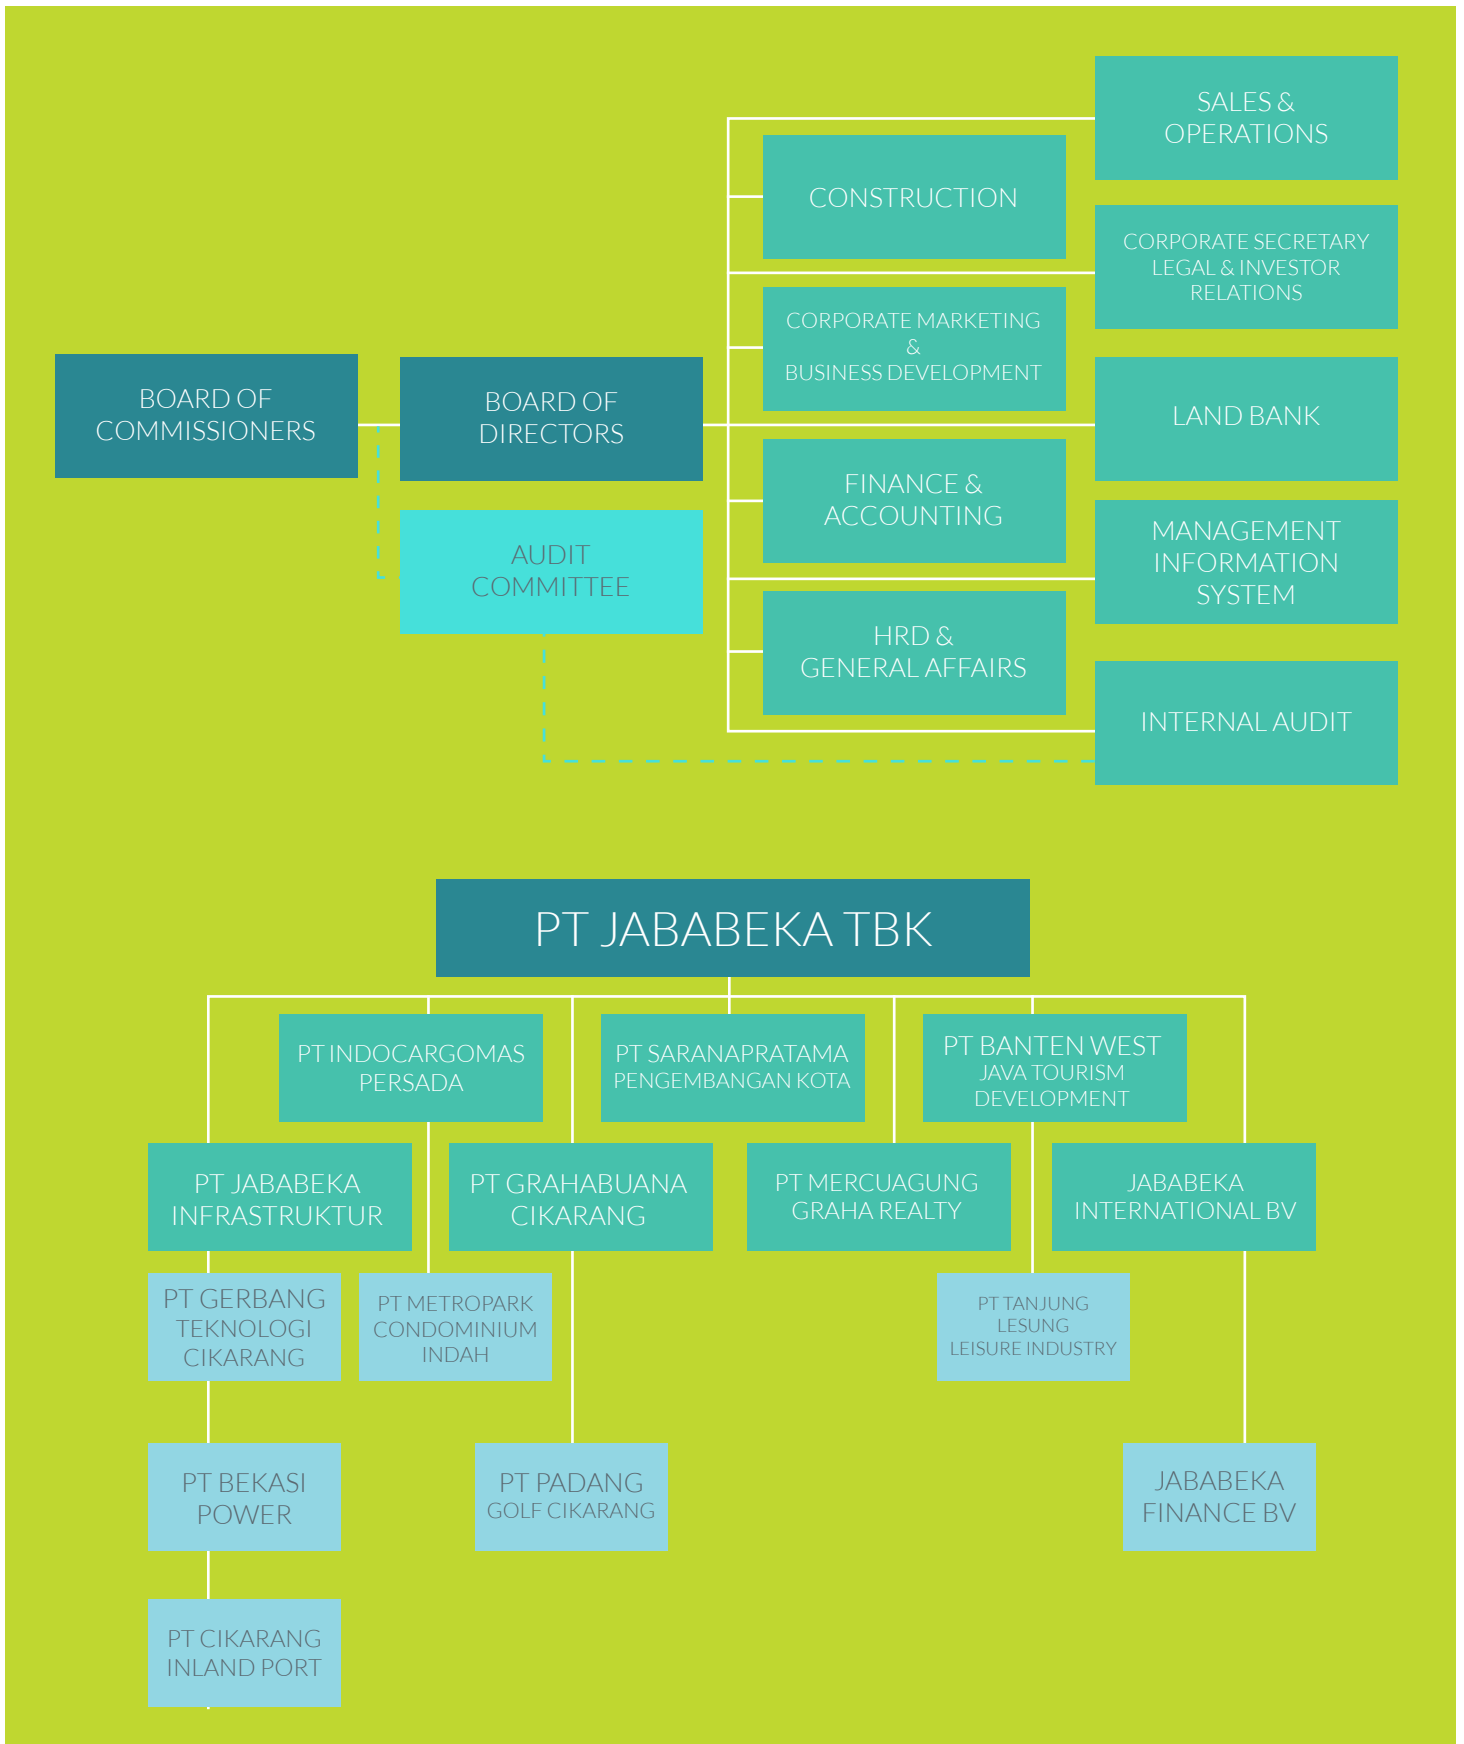 SALES &
OPERATIONS
CONSTRUCTION
CORPORATE SECRETARY
LEGAL & INVESTOR
RELATIONS
CORPORATE MARKETING
&
BUSINESS DEVELOPMENT
BOARD OF
COMMISSIONERS
BOARD OF
DIRECTORS
LAND BANK
FINANCE &
ACCOUNTING
AUDIT
COMMITTEE
MANAGEMENT
INFORMATION
SYSTEM
HRD &
GENERAL AFFAIRS
INTERNAL AUDIT
PT JABABEKA TBK
PT INDOCARGOMAS
PERSADA
PT SARANAPRATAMA
PENGEMBANGAN KOTA
PT BANTEN WEST
JAVA TOURISM
DEVELOPMENT
PT JABABEKA
INFRASTRUKTUR
PT GRAHABUANA
CIKARANG
PT MERCUAGUNG
GRAHA REALTY
JABABEKA
INTERNATIONAL BV
PT GERBANG
TEKNOLOGI
CIKARANG
PT METROPARK
CONDOMINIUM
INDAH
PT TANJUNG
LESUNG
LEISURE INDUSTRY
PT BEKASI
POWER
PT PADANG
GOLF CIKARANG
JABABEKA
FINANCE BV
PT CIKARANG
INLAND PORT